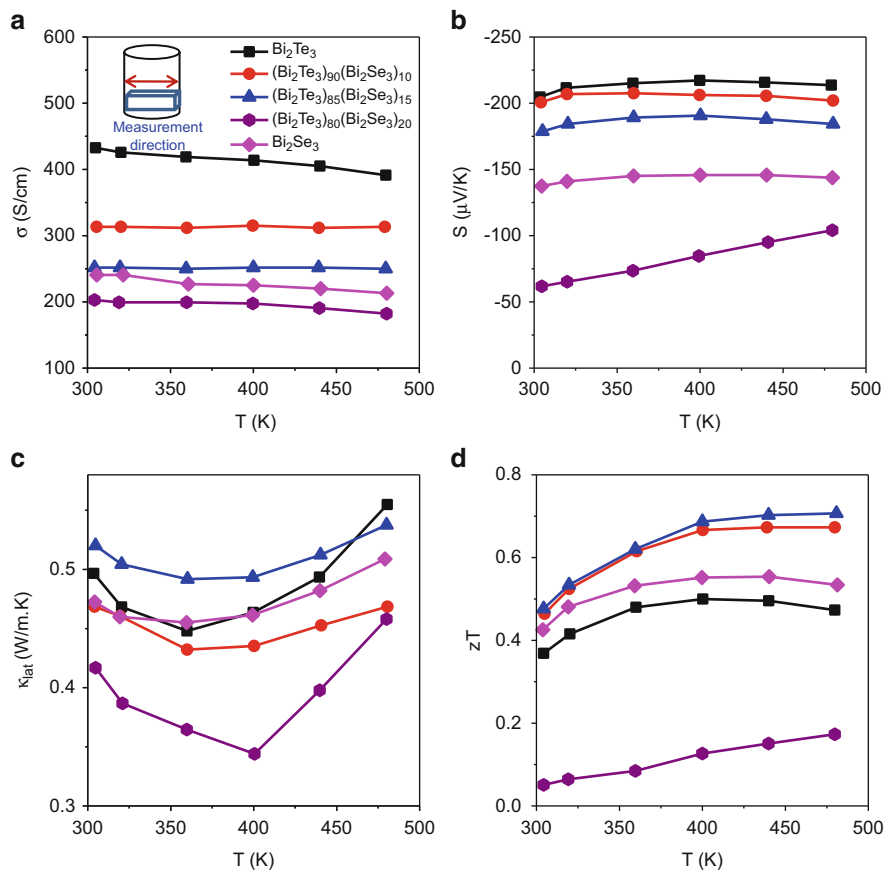 a
600
500
400
300
200
100
σ (S/cm)
300
350
400
450
500
T (K)
Measurement
direction
Bi₂Te₃
(Bi₂Te₃)₉₀(Bi₂Se₃)₁₀
(Bi₂Te₃)₈₅(Bi₂Se₃)₁₅
(Bi₂Te₃)₈₀(Bi₂Se₃)₂₀
Bi₂Se₃
b
-250
-200
-150
-100
-50
0
S (μV/K)
300
350
400
450
500
T (K)
c
0.5
0.4
0.3
κlat (W/m.K)
300
350
400
450
500
T (K)
d
0.8
0.6
0.4
0.2
0.0
zT
300
350
400
450
500
T (K)